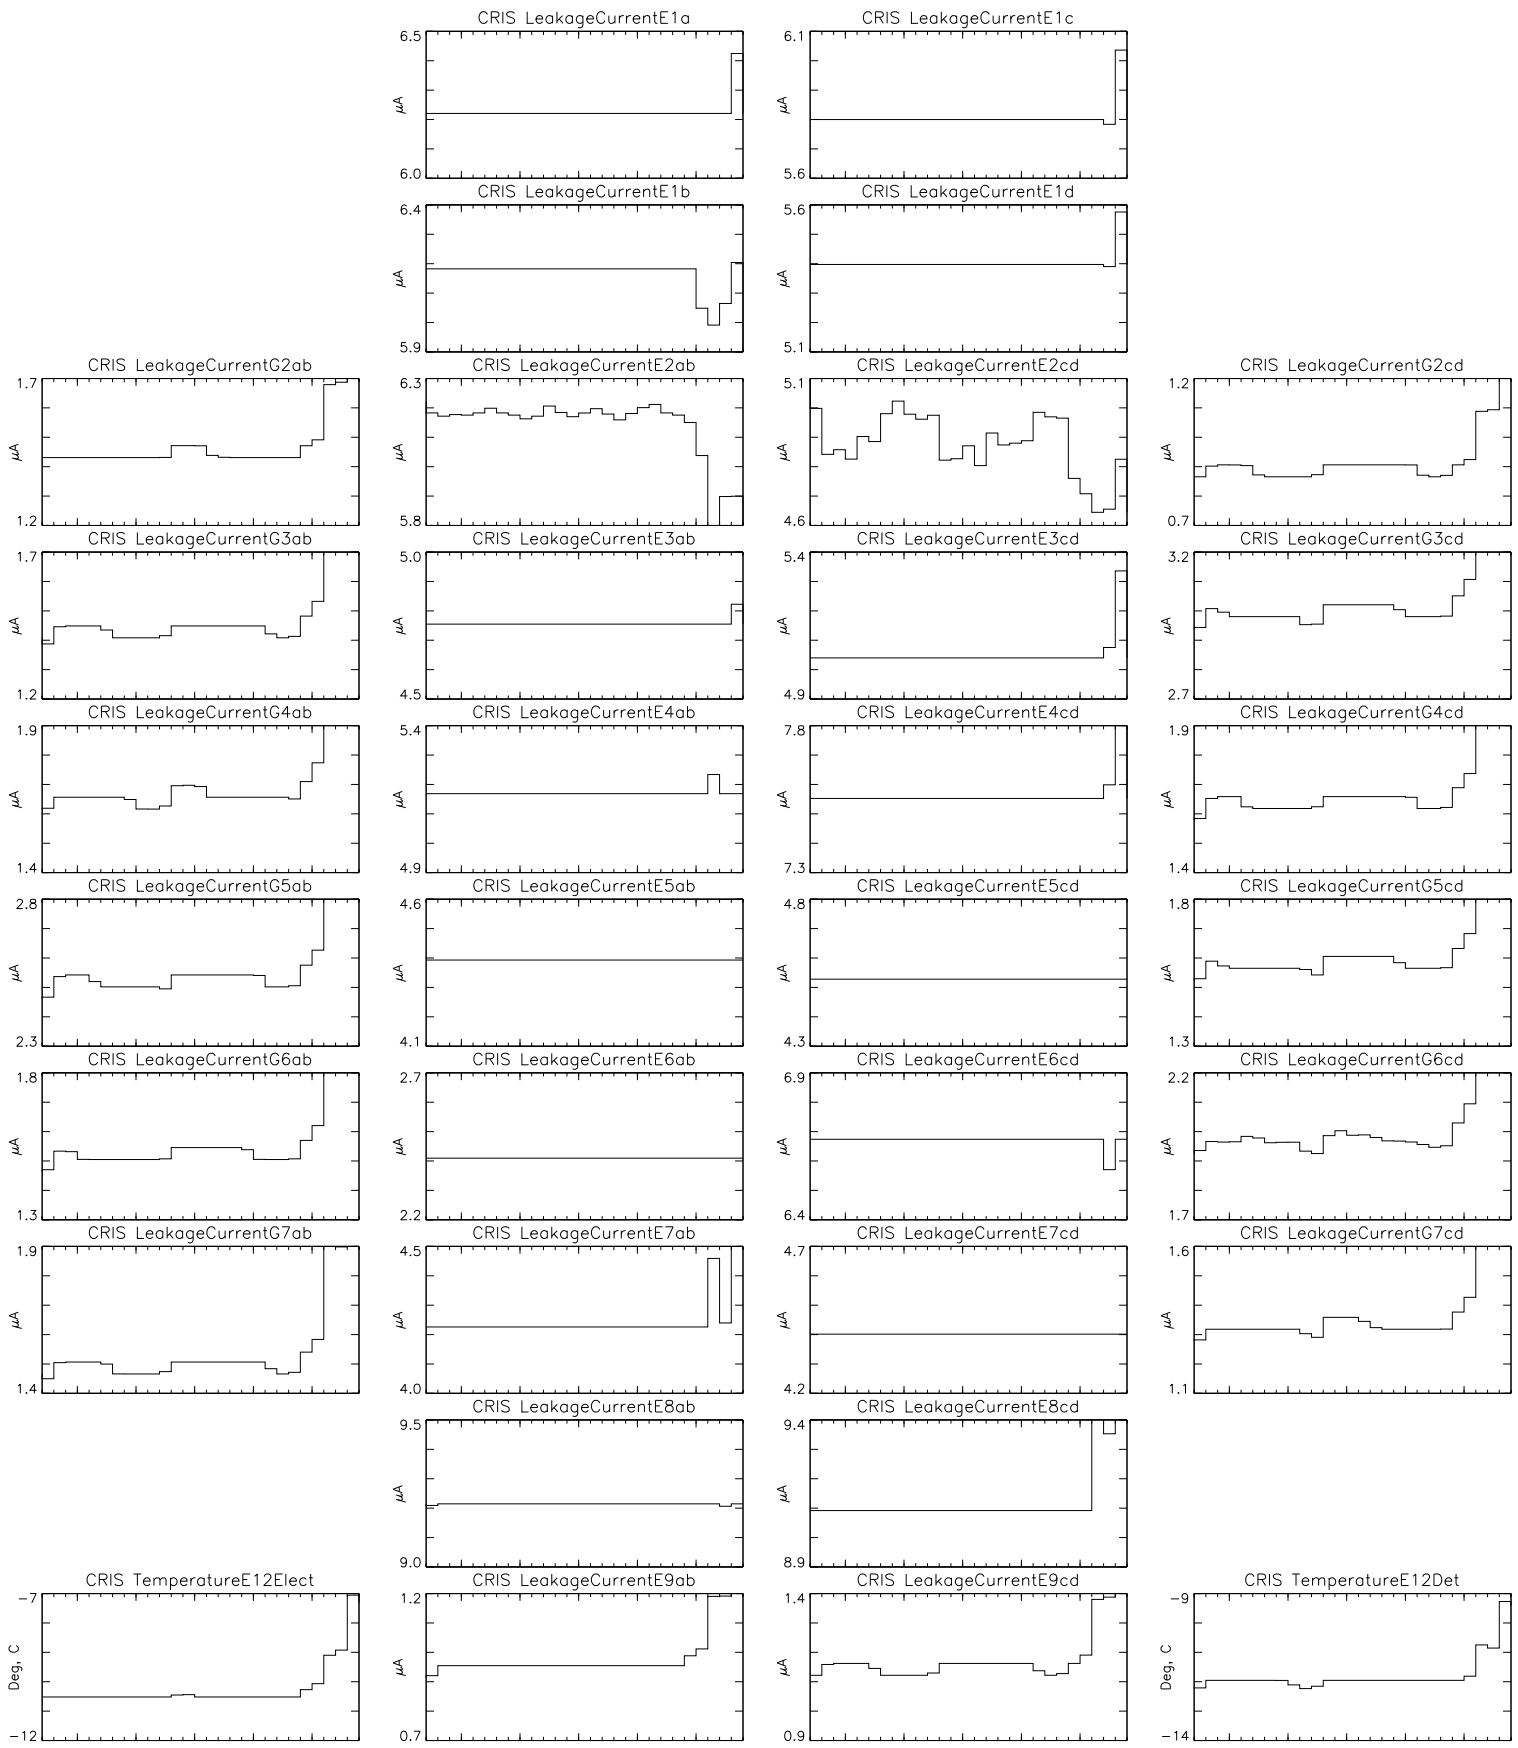 CRIS LeakageCurrentE1a
6.5
μA
6.0
CRIS LeakageCurrentE1c
6.1
μA
5.6
CRIS LeakageCurrentE1b
6.4
μA
5.9
CRIS LeakageCurrentE1d
5.6
μA
5.1
CRIS LeakageCurrentG2ab
1.7
μA
1.2
CRIS LeakageCurrentE2ab
6.3
μA
5.8
CRIS LeakageCurrentE2cd
5.1
μA
4.6
CRIS LeakageCurrentG2cd
1.2
μA
0.7
CRIS LeakageCurrentG3ab
1.7
μA
1.2
CRIS LeakageCurrentE3ab
5.0
μA
4.5
CRIS LeakageCurrentE3cd
5.4
μA
4.9
CRIS LeakageCurrentG3cd
3.2
μA
2.7
CRIS LeakageCurrentG4ab
1.9
μA
1.4
CRIS LeakageCurrentE4ab
5.4
μA
4.9
CRIS LeakageCurrentE4cd
7.8
μA
7.3
CRIS LeakageCurrentG4cd
1.9
μA
1.4
CRIS LeakageCurrentG5ab
2.8
μA
2.3
CRIS LeakageCurrentE5ab
4.6
μA
4.1
CRIS LeakageCurrentE5cd
4.8
μA
4.3
CRIS LeakageCurrentG5cd
1.8
μA
1.3
CRIS LeakageCurrentG6ab
1.8
μA
1.3
CRIS LeakageCurrentE6ab
2.7
μA
2.2
CRIS LeakageCurrentE6cd
6.9
μA
6.4
CRIS LeakageCurrentG6cd
2.2
μA
1.7
CRIS LeakageCurrentG7ab
1.9
μA
1.4
CRIS LeakageCurrentE7ab
4.5
μA
4.0
CRIS LeakageCurrentE7cd
4.7
μA
4.2
CRIS LeakageCurrentG7cd
1.6
μA
1.1
CRIS LeakageCurrentE8ab
9.5
μA
9.0
CRIS LeakageCurrentE8cd
9.4
μA
8.9
CRIS TemperatureE12Elect
-7
Deg, C
-12
CRIS LeakageCurrentE9ab
1.2
μA
0.7
CRIS LeakageCurrentE9cd
1.4
μA
0.9
CRIS TemperatureE12Det
-9
Deg, C
-14